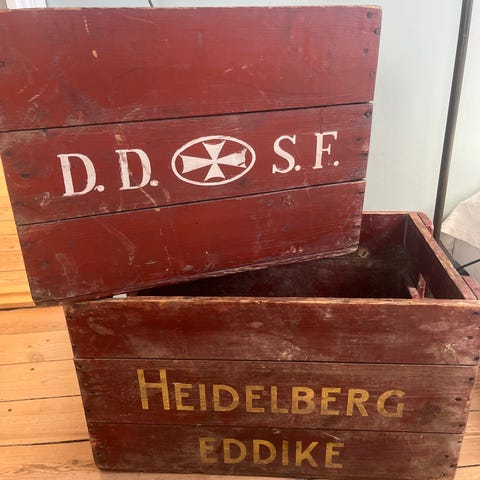 D. D. S. F.
HEIDELBERG
EDDIKE